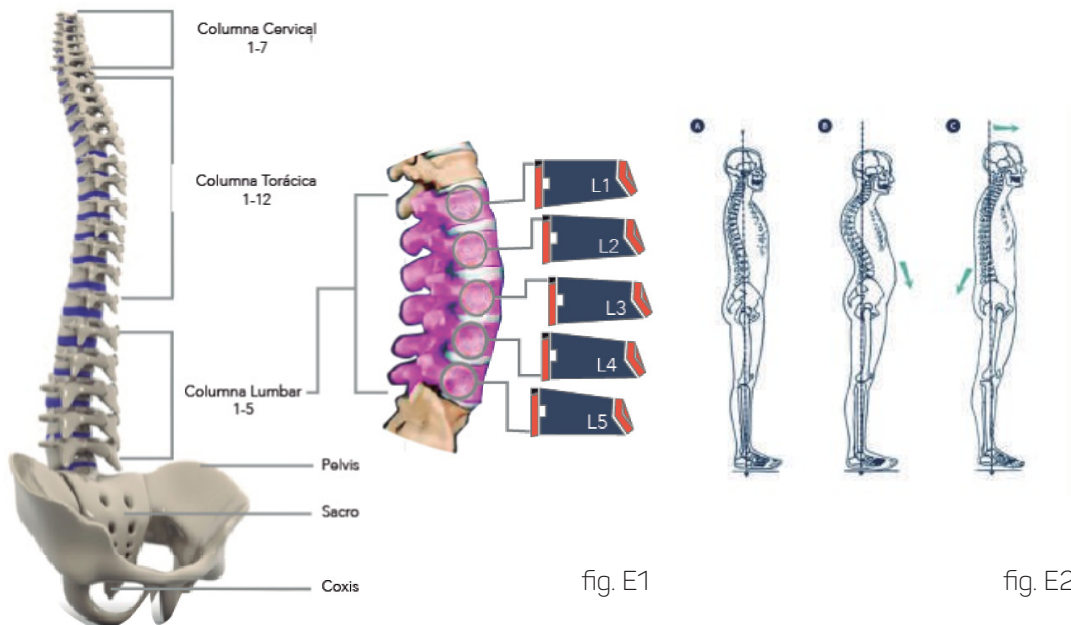 Columna Cervical
1-7
Columna Torácica
1-12
Columna Lumbar
1-5
Pelvis
Sacro
Coxis
L1
L2
L3
L4
L5
fig. E1
A
B
C
fig. E2